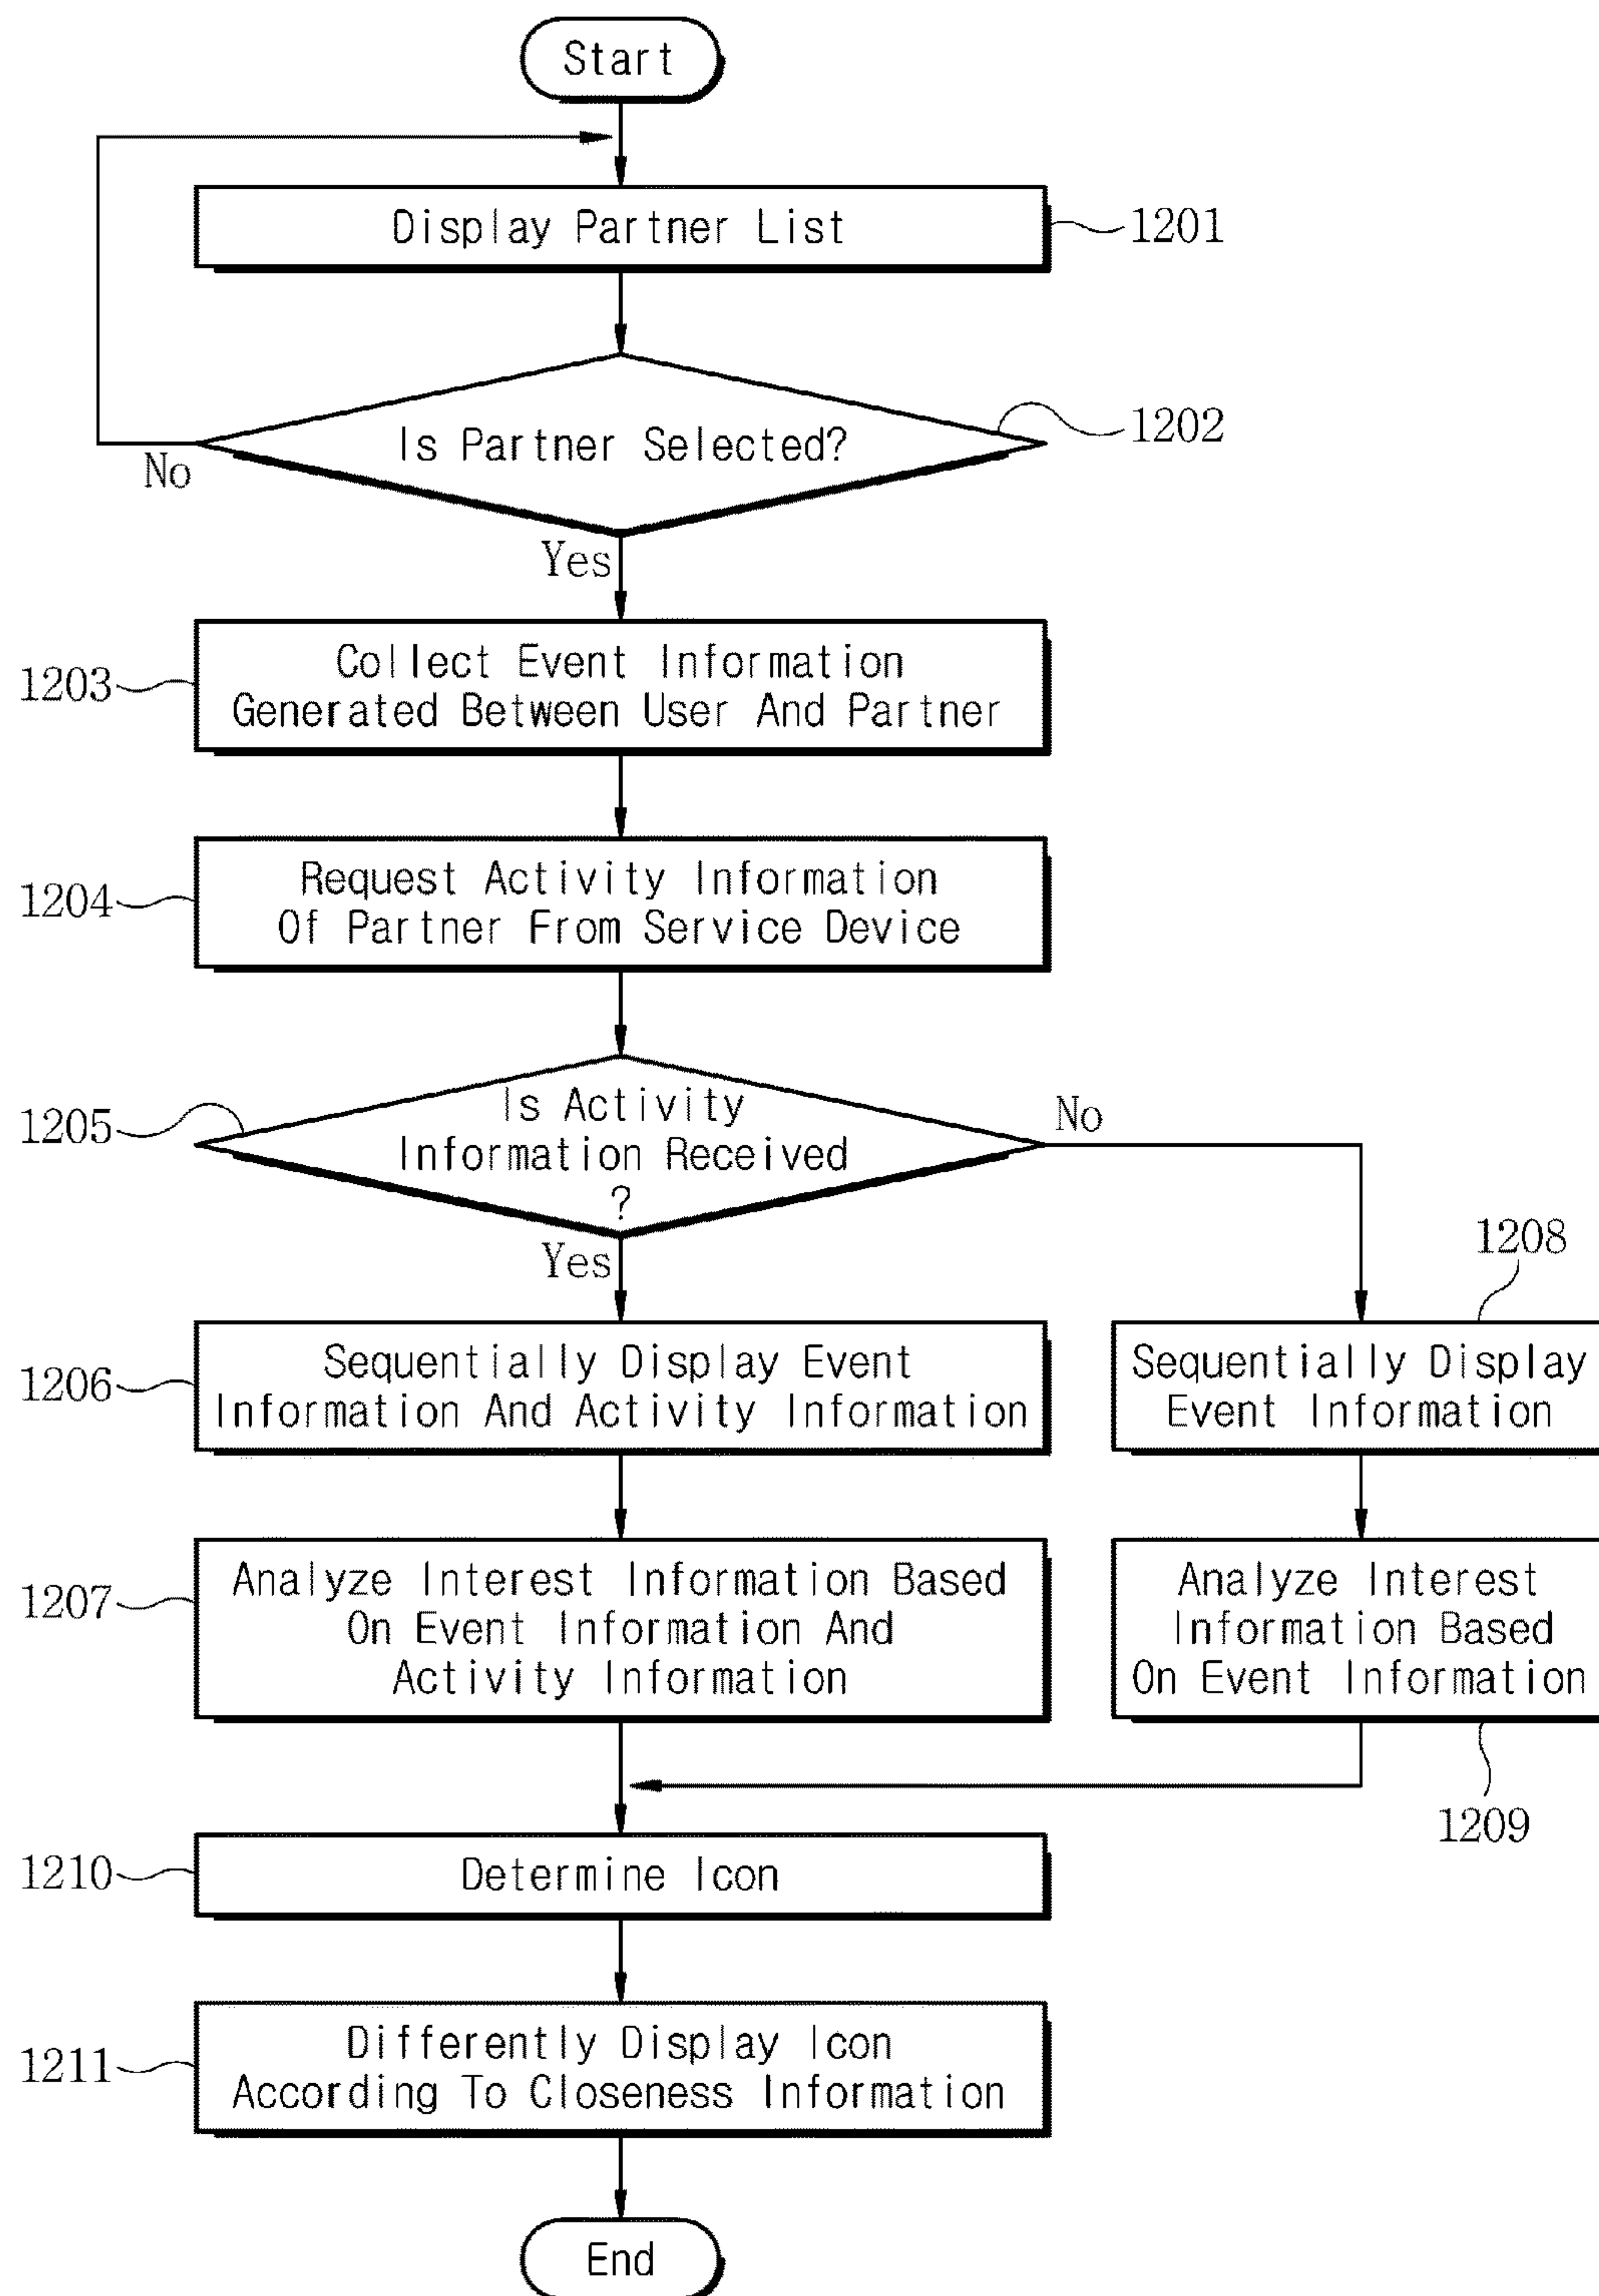 Start
Display Partner List
1201
Is Partner Selected?
1202
No
Yes
1203
Collect Event Information
Generated Between User And Partner
1204
Request Activity Information
Of Partner From Service Device
1205
Is Activity
Information Received
?
No
Yes
1208
1206
Sequentially Display Event
Information And Activity Information
Sequentially Display
Event Information
1207
Analyze Interest Information Based
On Event Information And
Activity Information
Analyze Interest
Information Based
On Event Information
1209
1210
Determine Icon
1211
Differently Display Icon
According To Closeness Information
End